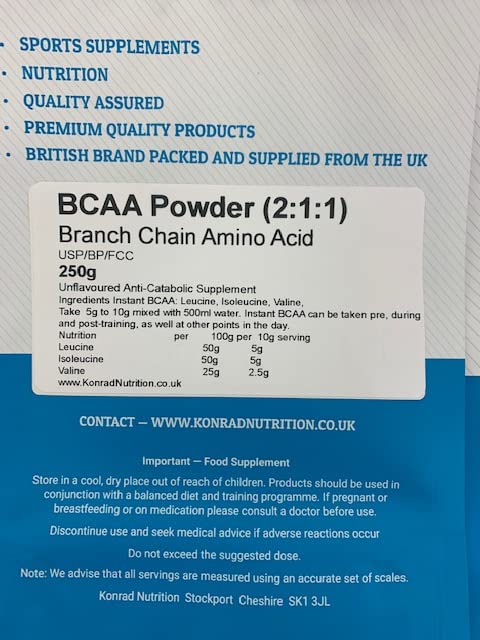 • SPORTS SUPPLEMENTS
• NUTRITION
• QUALITY ASSURED
• PREMIUM QUALITY PRODUCTS
• BRITISH BRAND PACKED AND SUPPLIED FROM THE UK
BCAA Powder (2:1:1)
Branch Chain Amino Acid
USP/BP/FCC
250g
Unflavoured Anti-Catabolic Supplement
Ingredients Instant BCAA: Leucine, Isoleucine, Valine,
Take 5g to 10g mixed with 500ml water. Instant BCAA can be taken pre, during
and post-training, as well at other points in the day.
Nutrition per 100g per 10g serving
Leucine 50g 5g
Isoleucine 50g 5g
Valine 25g 2.5g
www.KonradNutrition.co.uk
CONTACT – WWW.KONRADNUTRITION.CO.UK
Important – Food Supplement
Store in a cool, dry place out of reach of children. Products should be used in
conjunction with a balanced diet and training programme. If pregnant or
breastfeeding or on medication please consult a doctor before use.
Discontinue use and seek medical advice if adverse reactions occur
Do not exceed the suggested dose.
Note: We advise that all servings are measured using an accurate set of scales.
Konrad Nutrition Stockport Cheshire SK1 3JL